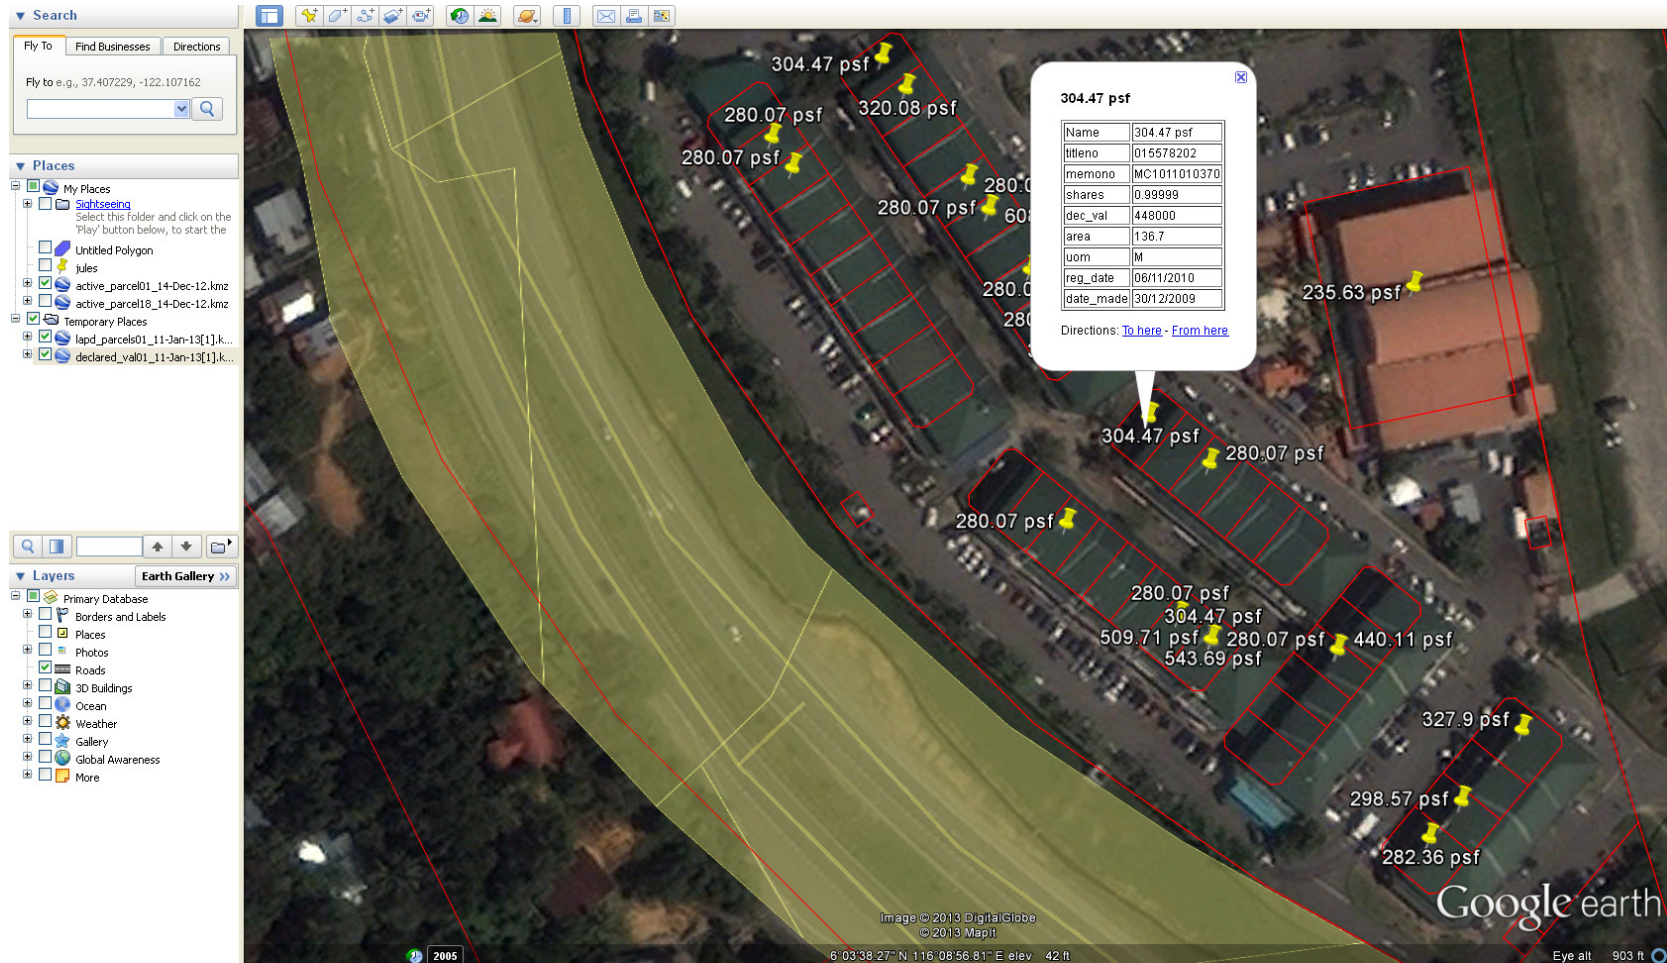 Search
Fly To
Find Businesses
Directions
Fly to e.g., 37.407229, -122.107162
Places
My Places
Sightseeing
Select this folder and click on the
'Play' button below, to start the
Untitled Polygon
jules
active_parcel01_14-Dec-12.kmz
active_parcel18_14-Dec-12.kmz
Temporary Places
lapd_parcels01_11-Jan-13[1].k...
declared_val01_11-Jan-13[1].k...
Layers
Earth Gallery >>
Primary Database
Borders and Labels
Places
Photos
Roads
3D Buildings
Ocean
Weather
Gallery
Global Awareness
More
304.47 psf
320.08 psf
280.07 psf
280.07 psf
280.0
280.07 psf
608
280.0
280
304.47 psf
Name 304.47 psf
titleno 015578202
memono MC1011010370
shares 0.99999
dec_val 448000
area 136.7
uom M
reg_date 06/11/2010
date_made 30/12/2009
Directions: To here - From here
235.63 psf
304.47 psf
280.07 psf
280.07 psf
280.07 psf
304.47 psf
509.71 psf
280.07 psf
440.11 psf
543.69 psf
327.9 psf
298.57 psf
282.36 psf
Google earth
Image © 2013 DigitalGlobe
© 2013 MapIt
2005
6°03'38.27" N 116°08'56.81" E elev 42 ft
Eye alt 903 ft